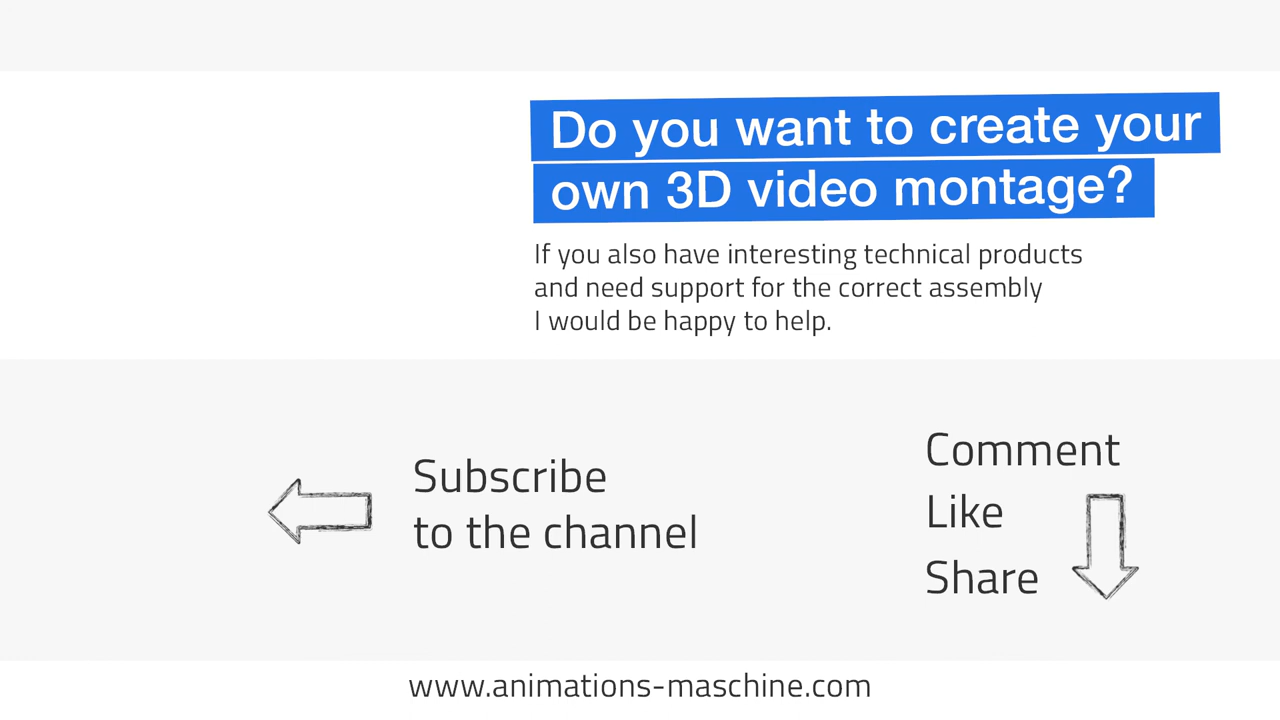 Do you want to create your
own 3D video montage?
If you also have interesting technical products
and need support for the correct assembly
I would be happy to help.
Subscribe
to the channel
Comment
Like
Share
www.animations-maschine.com